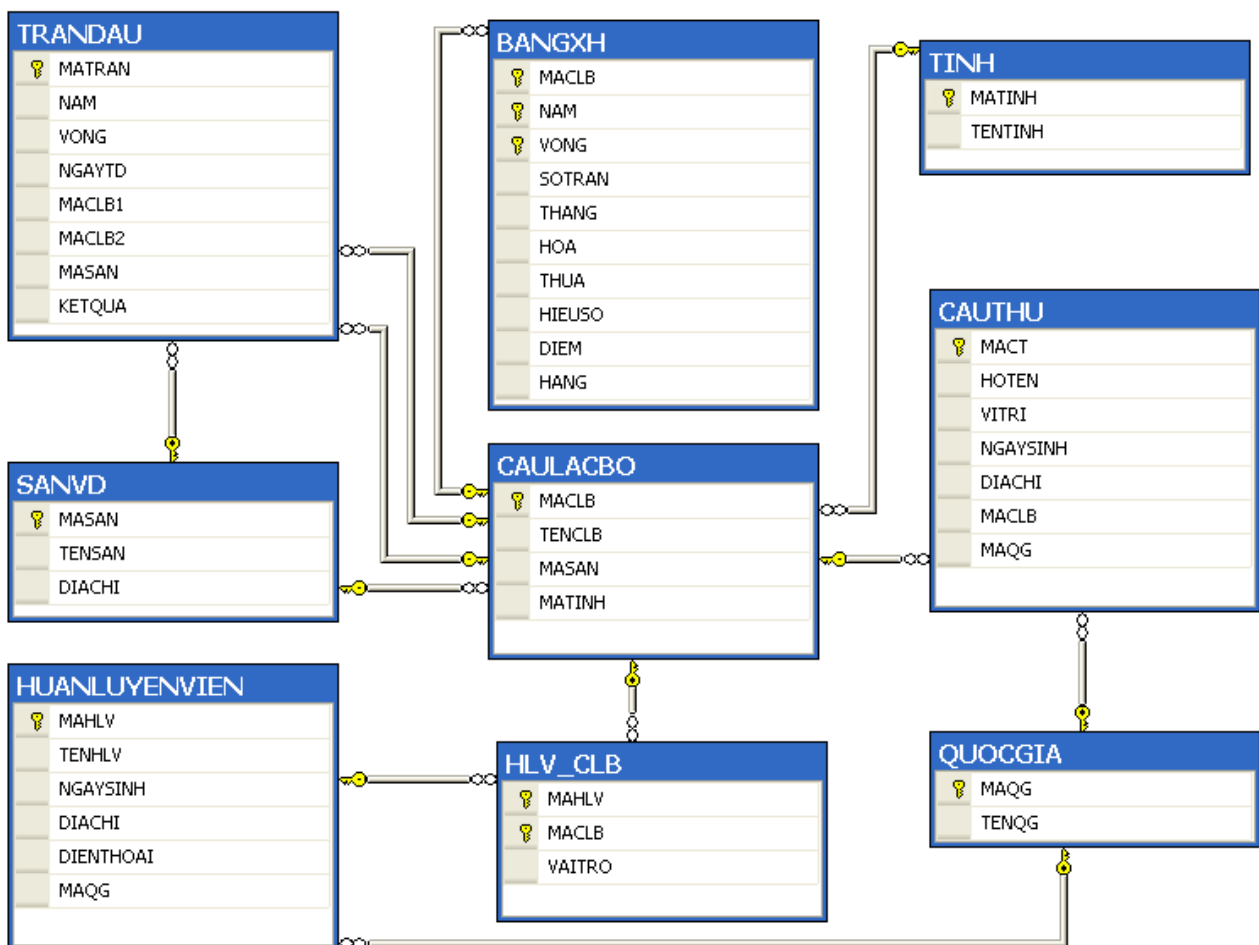 TRANDAU
MATRAN
NAM
VONG
NGAYTD
MACLB1
MACLB2
MASAN
KETQUA
BANGXH
MACLB
NAM
VONG
SOTRAN
THANG
HOA
THUA
HIEUSO
DIEM
HANG
TINH
MATINH
TENTINH
CAUTHU
MACT
HOTEN
VITRI
NGAYSINH
DIACHI
MACLB
MAQG
SANVD
MASAN
TENSAN
DIACHI
CAULACBO
MACLB
TENCLB
MASAN
MATINH
HUANLUYENVIEN
MAHLV
TENHLV
NGAYSINH
DIACHI
DIENTHOAI
MAQG
HLV_CLB
MAHLV
MACLB
VAITRO
QUOCGIA
MAQG
TENQG